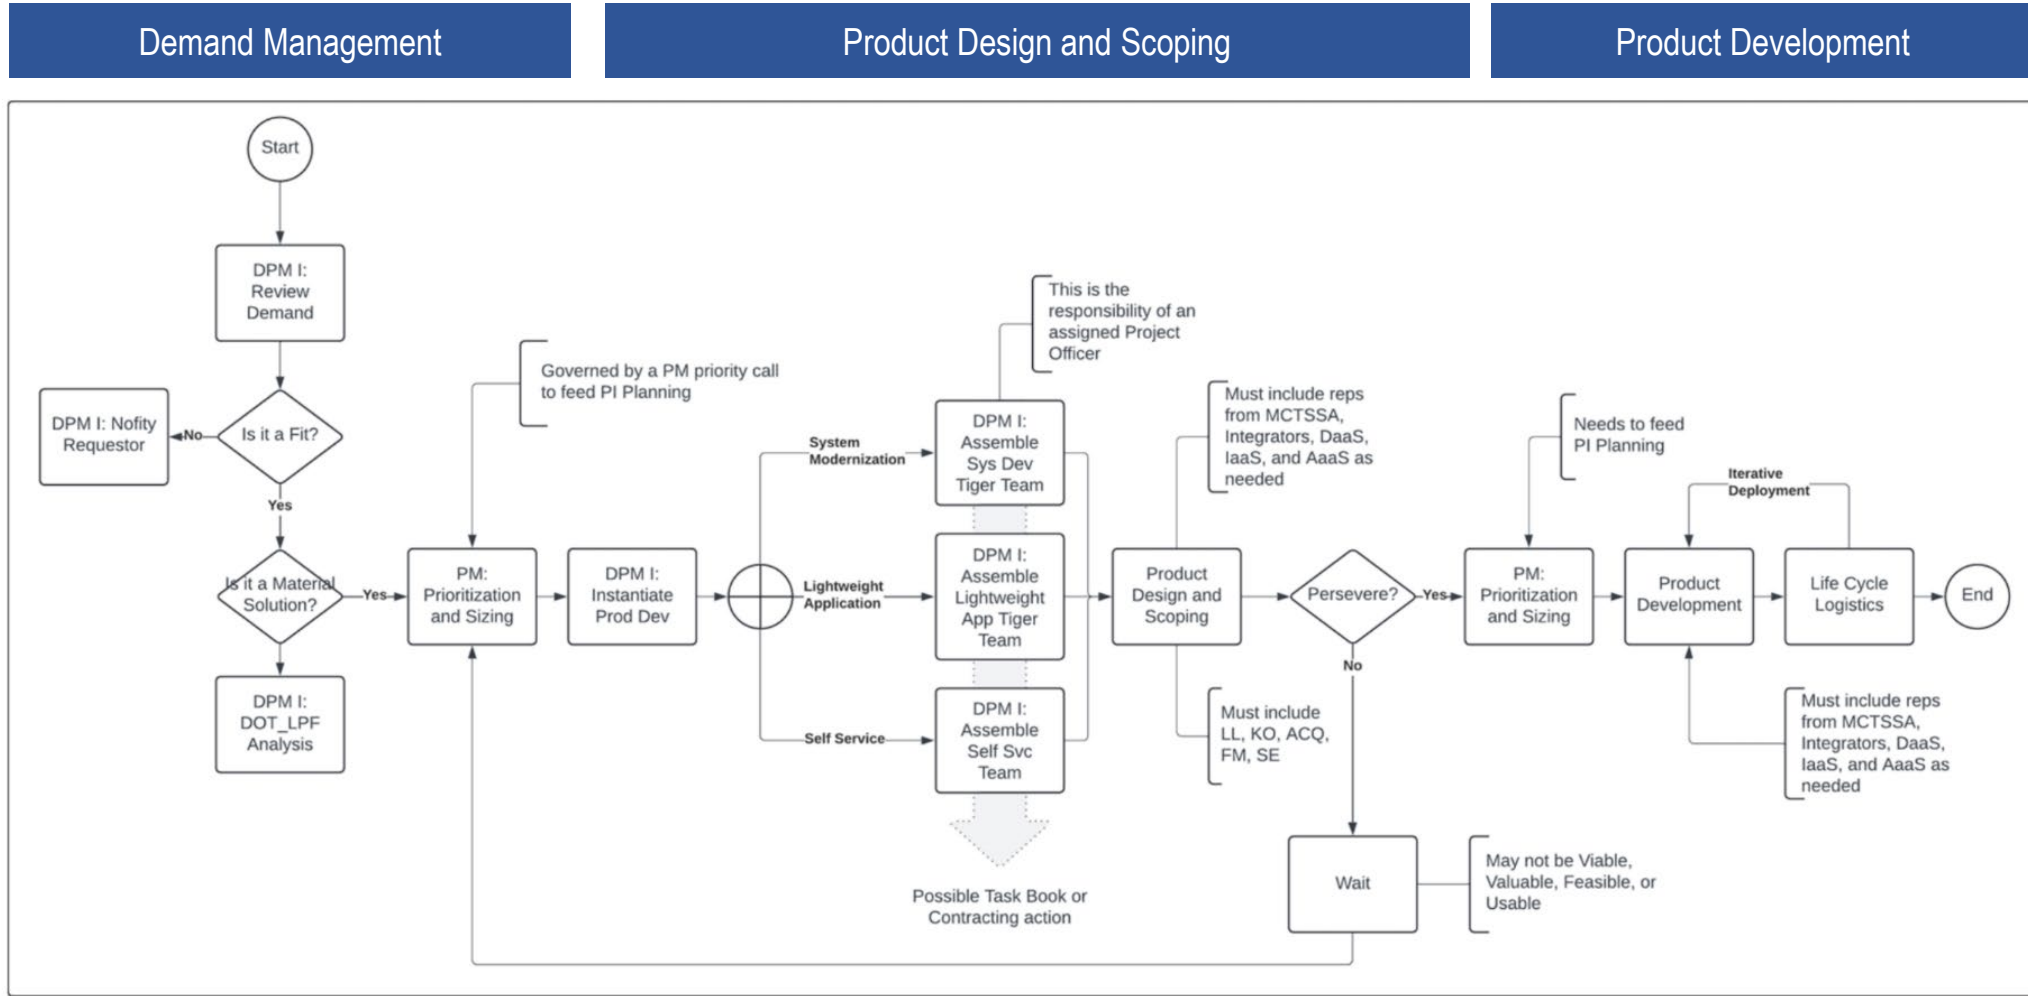 Demand Management
Product Design and Scoping
Product Development
Start
DPM I:
Review
Demand
Is it a Fit?
No
DPM I: Nofity
Requestor
Yes
Is it a Material
Solution?
Yes
DPM I:
DOT_LPF
Analysis
Governed by a PM priority call
to feed PI Planning
PM:
Prioritization
and Sizing
DPM I:
Instantiate
Prod Dev
System
Modernization
Lightweight
Application
Self Service
This is the
responsibility of an
assigned Project
Officer
DPM I:
Assemble
Sys Dev
Tiger Team
DPM I:
Assemble
Lightweight
App Tiger
Team
DPM I:
Assemble
Self Svc
Team
Possible Task Book or
Contracting action
Must include reps
from MCTSSA,
Integrators, DaaS,
IaaS, and AaaS as
needed
Product
Design and
Scoping
Must include
LL, KO, ACQ,
FM, SE
Persevere?
Yes
No
Wait
May not be Viable,
Valuable, Feasible, or
Usable
Needs to feed
PI Planning
PM:
Prioritization
and Sizing
Iterative
Deployment
Product
Development
Life Cycle
Logistics
End
Must include reps
from MCTSSA,
Integrators, DaaS,
IaaS, and AaaS as
needed